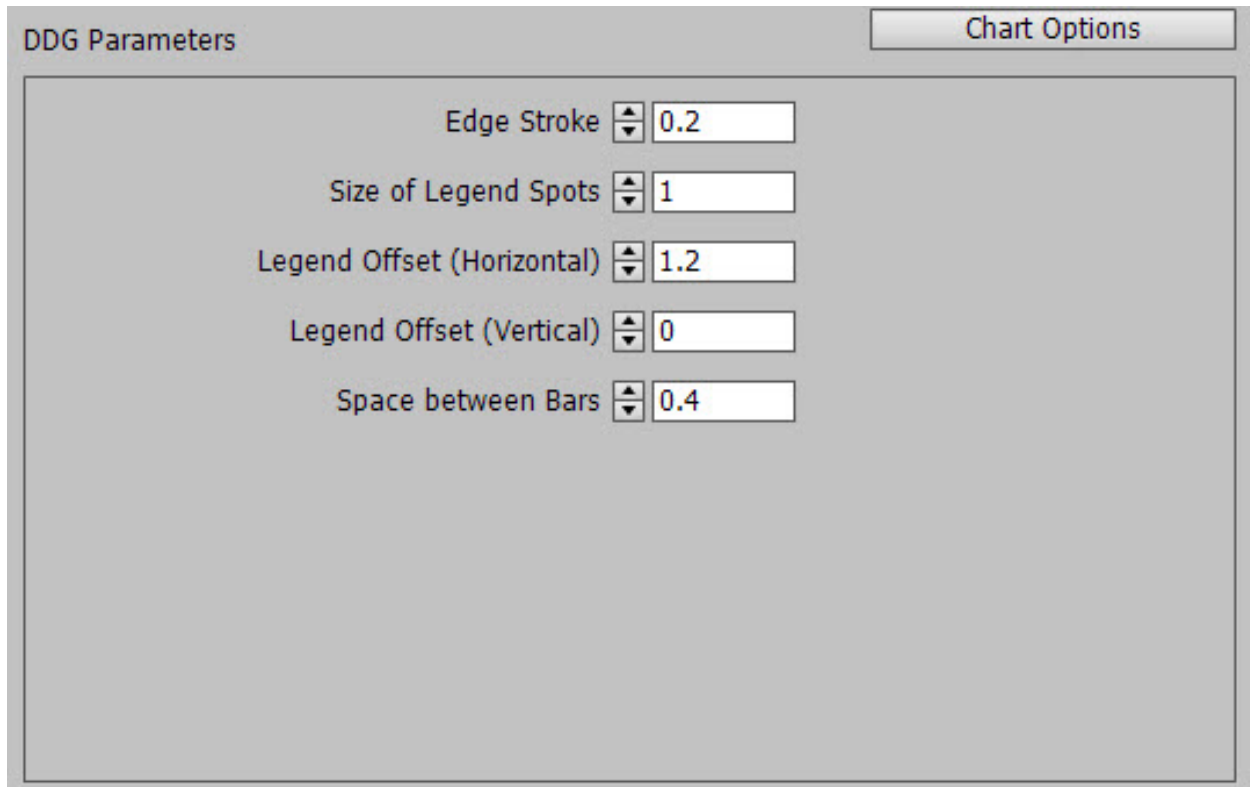 DDG Parameters
Chart Options
Edge Stroke 0.2
Size of Legend Spots 1
Legend Offset (Horizontal) 1.2
Legend Offset (Vertical) 0
Space between Bars 0.4